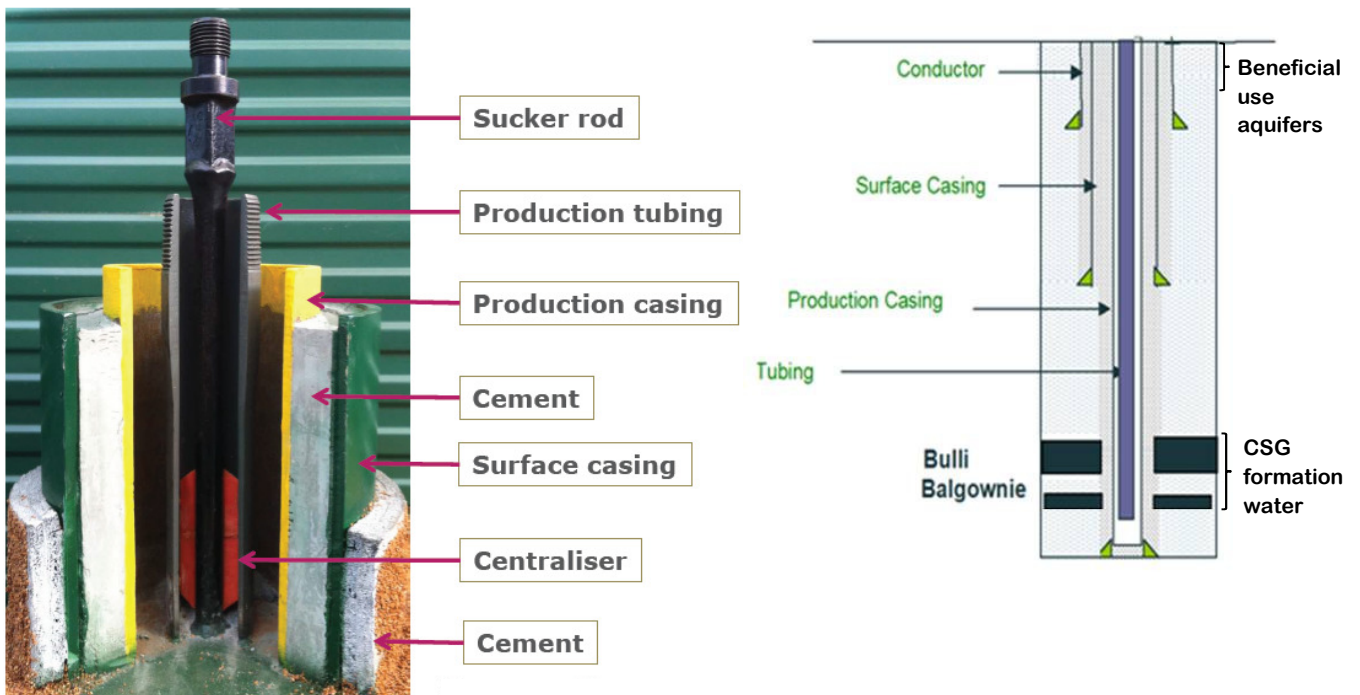 Sucker rod
Production tubing
Production casing
Cement
Surface casing
Centraliser
Cement
Conductor
Beneficial
use
aquifers
Surface Casing
Production Casing
Tubing
Bulli
Balgownie
CSG
formation
water